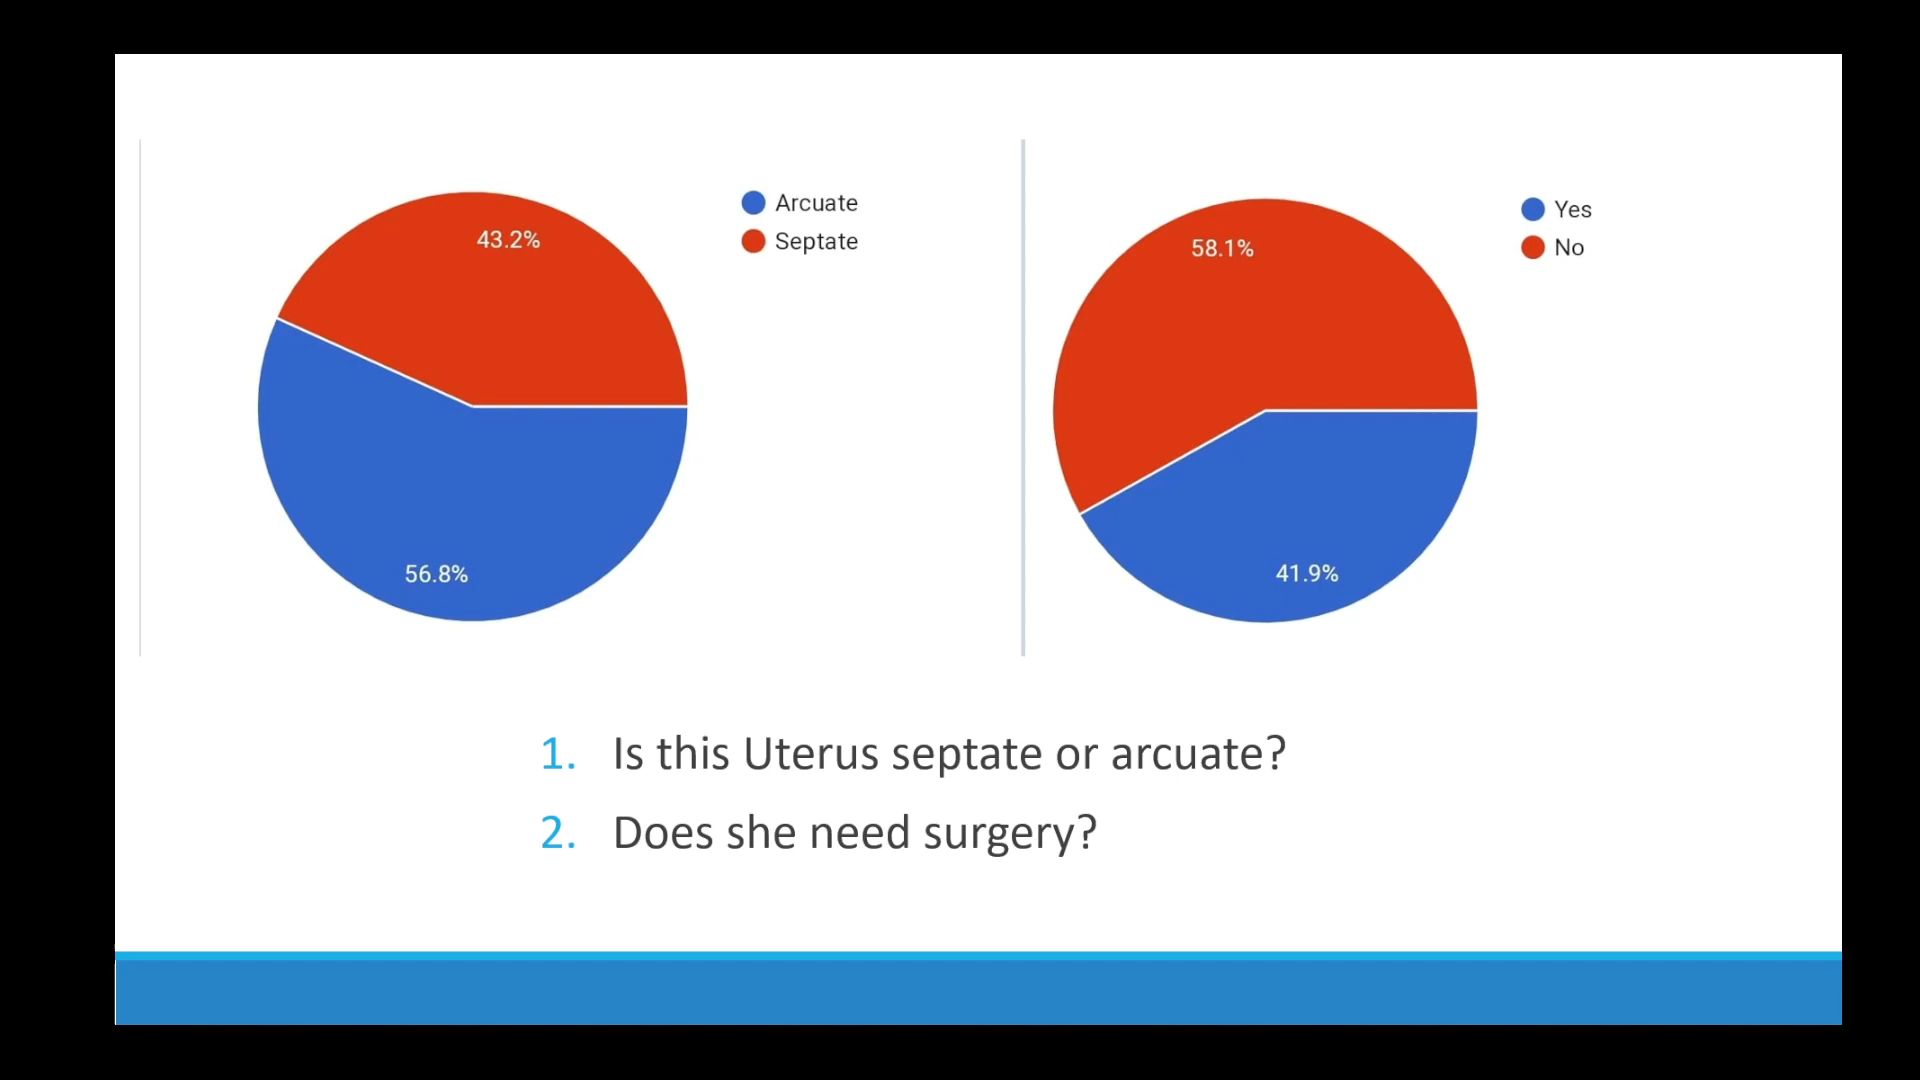 Arcuate
Septate
43.2%
56.8%
Yes
No
58.1%
41.9%
1. Is this Uterus septate or arcuate?
2. Does she need surgery?